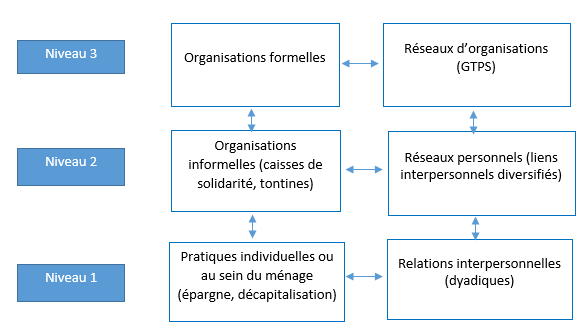 Niveau 3
Organisations formelles
Réseaux d’organisations
(GTPS)
Niveau 2
Organisations
informelles (caisses de
solidarité, tontines)
Réseaux personnels (liens
interpersonnels diversifiés)
Niveau 1
Pratiques individuelles ou
au sein du ménage
(épargne, décapitalisation)
Relations interpersonnelles
(dyadiques)